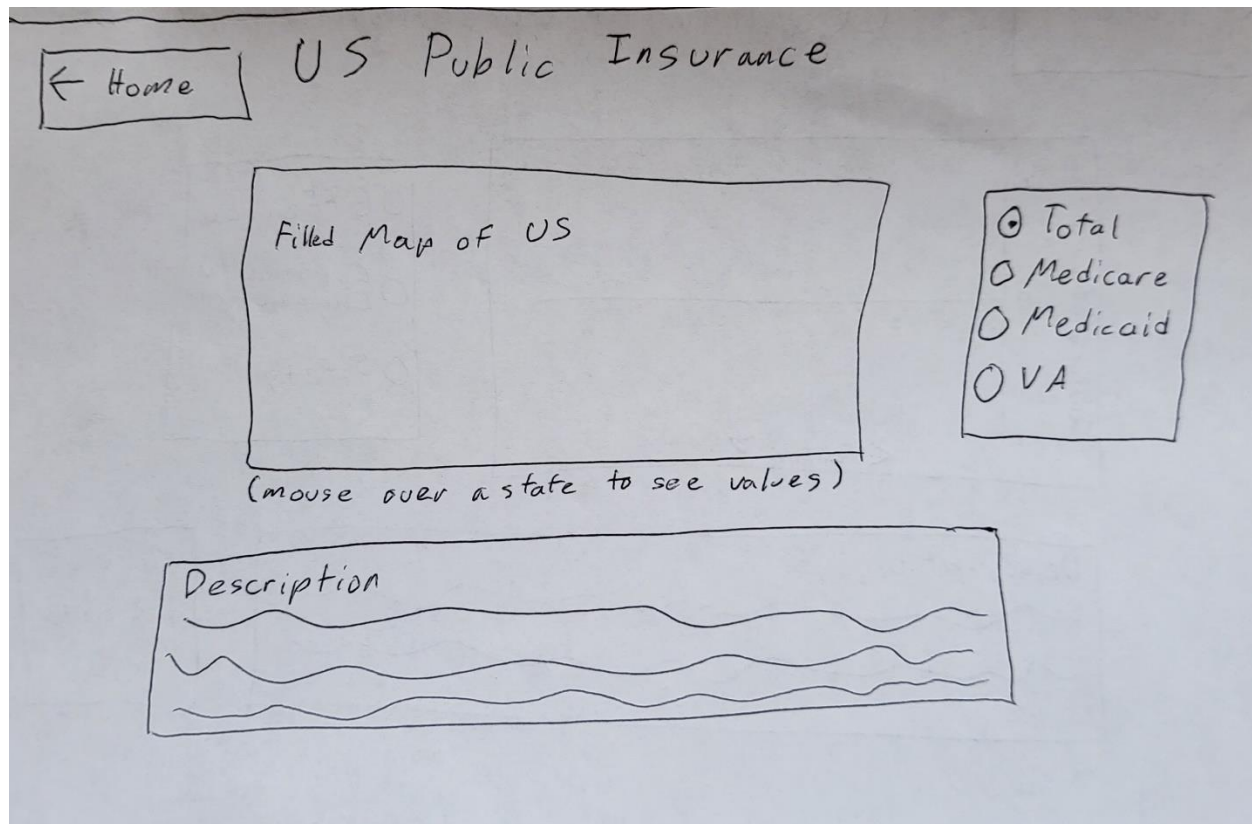 ← Home
US Public Insurance
Filled Map of US
Total
Medicare
Medicaid
VA
(mouse over a state to see values)
Description